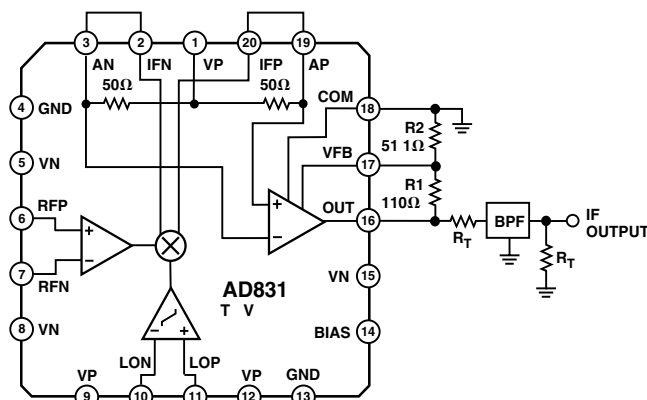 3 2 1 20 19
AN IFN VP IFP AP
50Ω 50Ω
4 GND
COM 18
R2
51 1Ω
5 VN
VFB 17
R1
110Ω
6 RFP
OUT 16
+ − + −
RT BPF IF
OUTPUT
RT
7 RFN
VN 15
AD831
T V
8 VN
BIAS 14
− +
LON LOP
VP VP GND
9 10 11 12 13